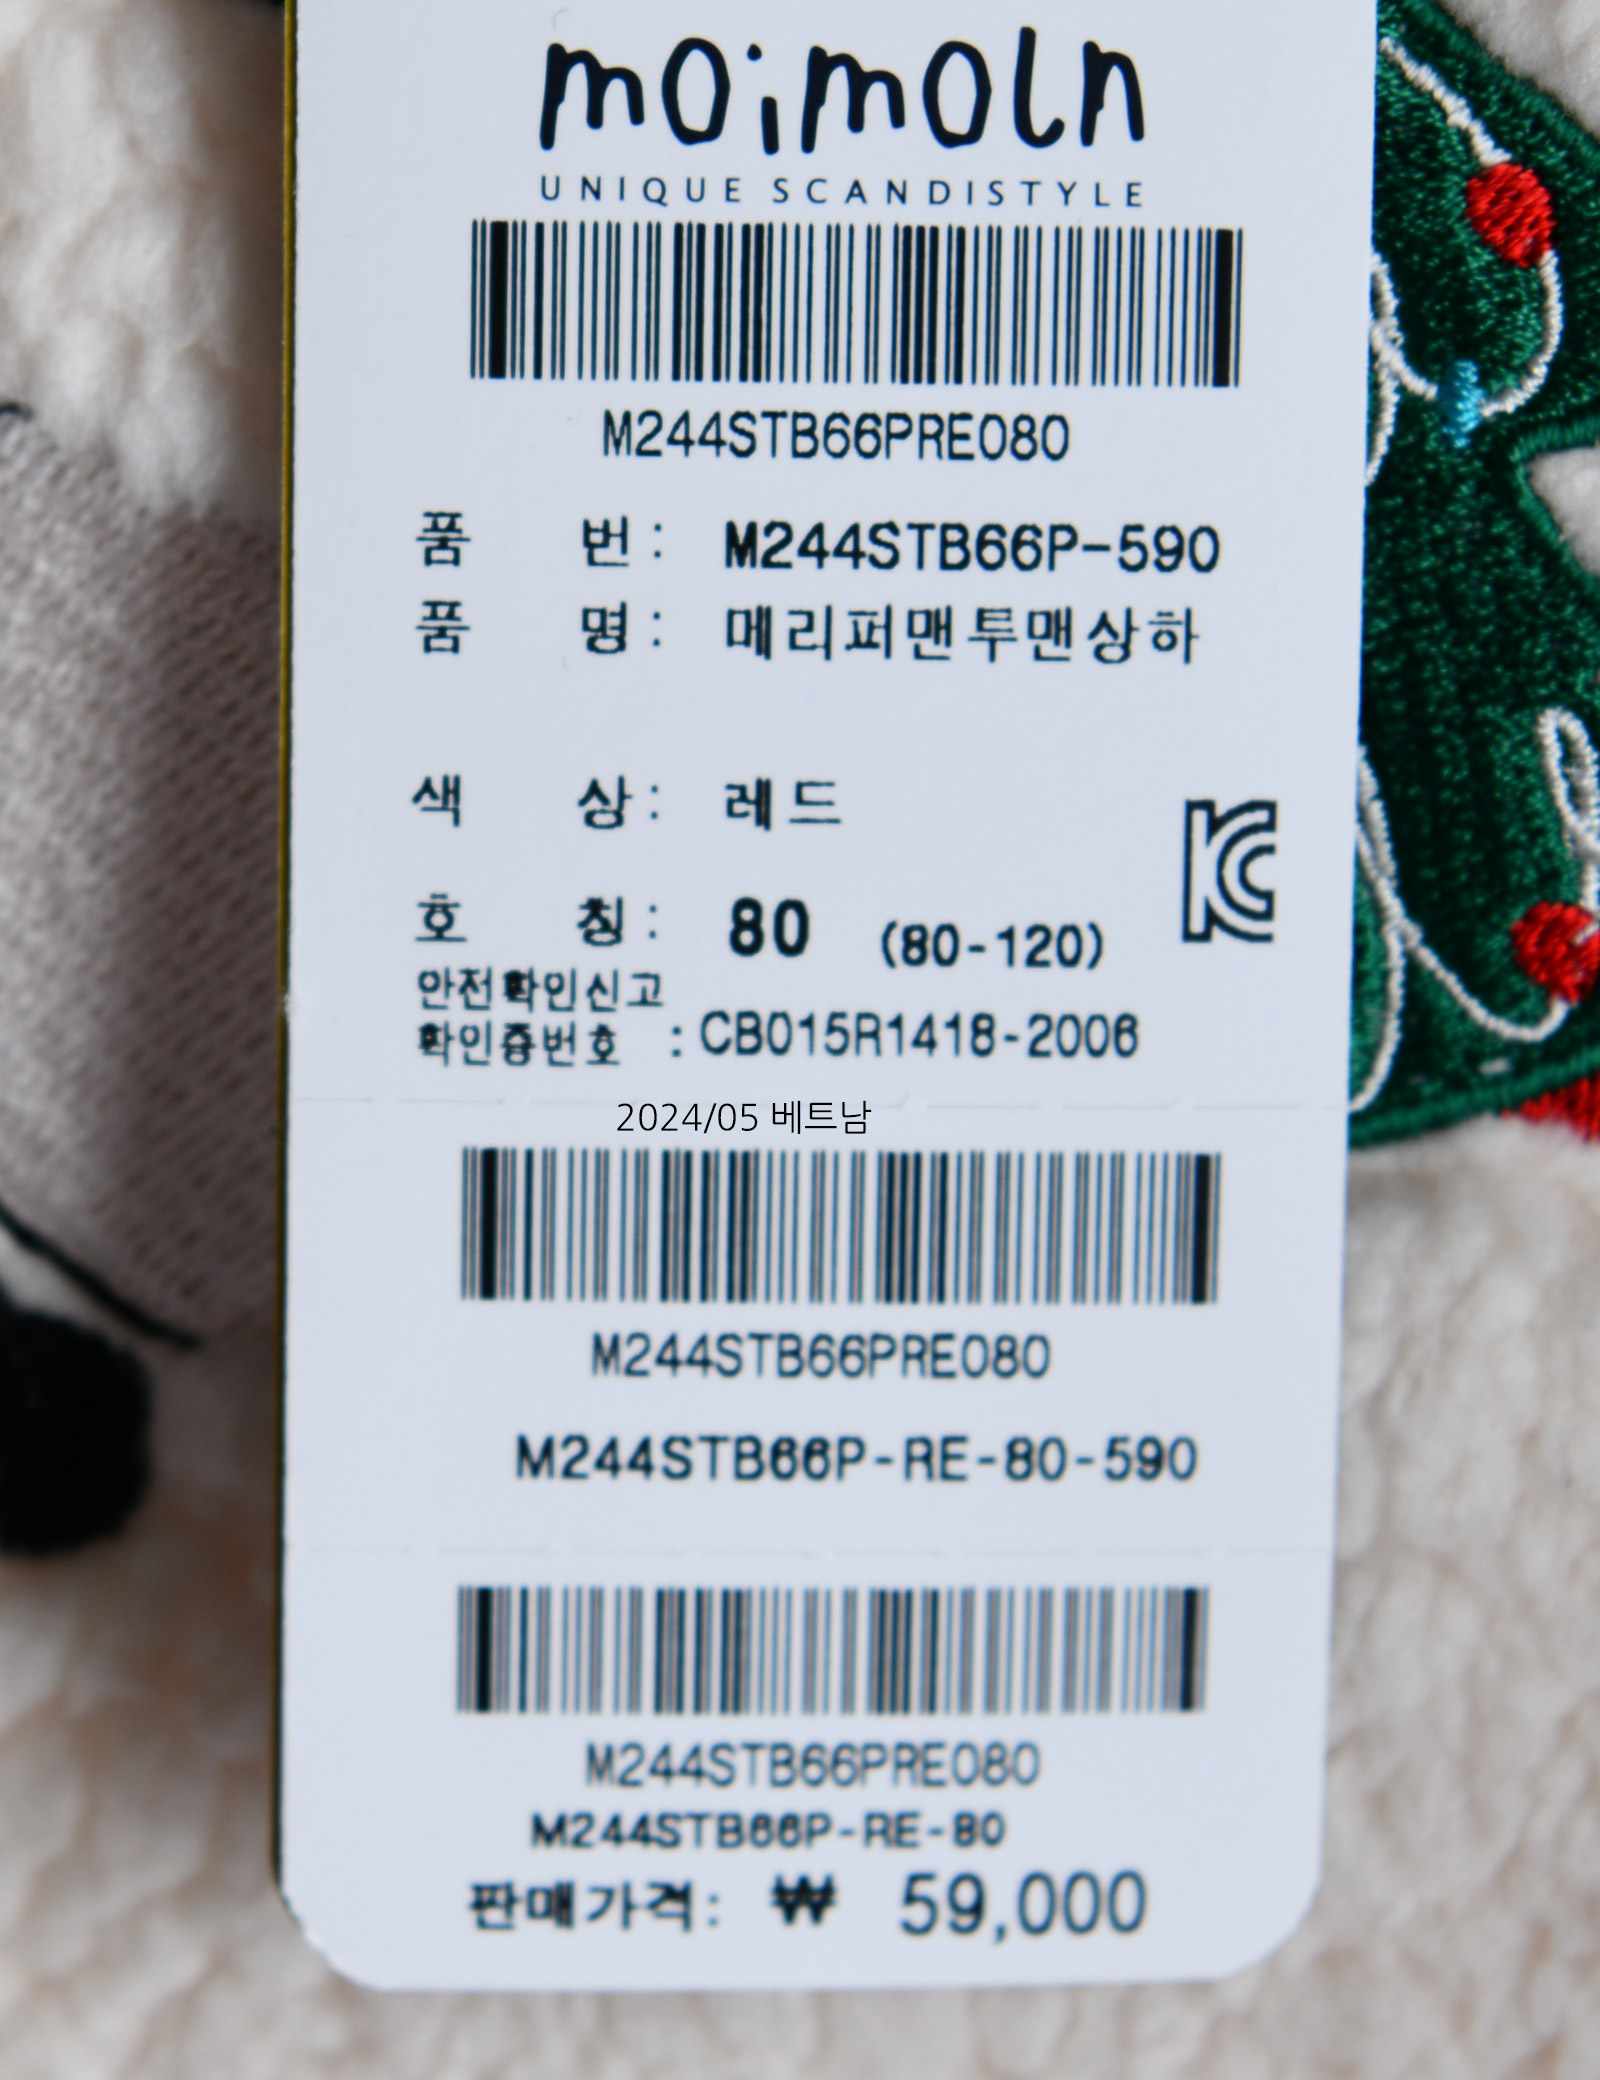 moimoln
UNIQUE SCANDISTYLE
M244STB66PRE080
품 번 : M244STB66P-590
품 명 : 메리퍼맨투맨상하
색 상 : 레드
호 칭 : 80 (80-120)
안전확인신고
확인증번호 : CB015R1418-2006
2024/05 베트남
M244STB66PRE080
M244STB66P-RE-80-590
M244STB66PRE080
M244STB66P-RE-80
판매가격: ₩ 59,000